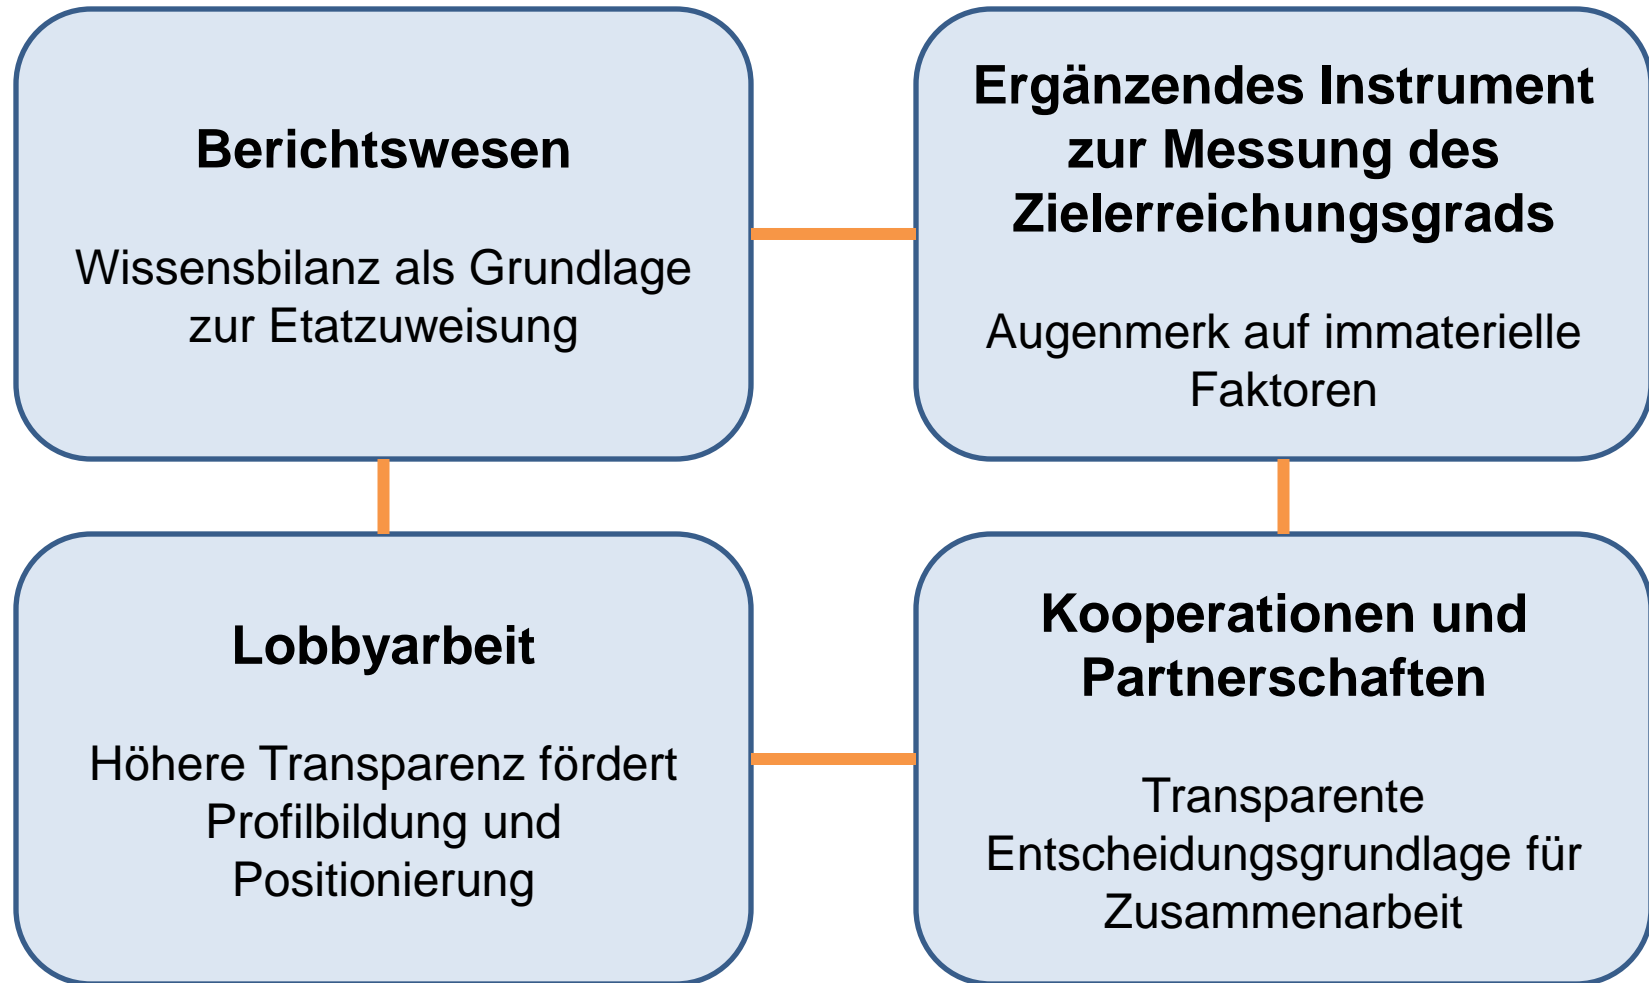 Berichtswesen
Wissensbilanz als Grundlage
zur Etatzuweisung
Ergänzendes Instrument
zur Messung des
Zielerreichungsgrads
Augenmerk auf immaterielle
Faktoren
Lobbyarbeit
Höhere Transparenz fördert
Profilbildung und
Positionierung
Kooperationen und
Partnerschaften
Transparente
Entscheidungsgrundlage für
Zusammenarbeit